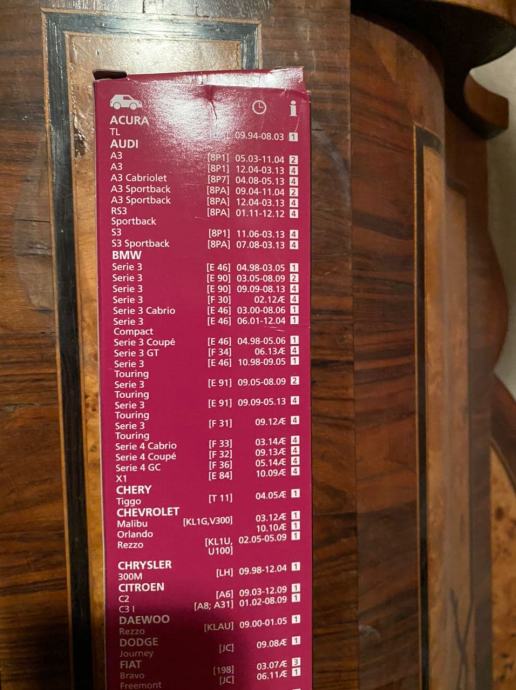 ACURA
TL 09.94-08.03 1
AUDI
A3 [8P1] 05.03-11.04 2
A3 [8P1] 12.04-03.13 4
A3 Cabriolet [8P7] 04.08-05.13 4
A3 Sportback [8PA] 09.04-11.04 2
A3 Sportback [8PA] 12.04-03.13 4
RS3 [8PA] 01.11-12.12 4
Sportback
S3 [8P1] 11.06-03.13 4
S3 Sportback [8PA] 07.08-03.13 4
BMW
Serie 3 [E 46] 04.98-03.05 1
Serie 3 [E 90] 03.05-08.09 2
Serie 3 [E 90] 09.09-08.13 4
Serie 3 [F 30] 02.12Æ 4
Serie 3 Cabrio [E 46] 03.00-08.06 1
Serie 3 [E 46] 06.01-12.04 1
Compact
Serie 3 Coupé [E 46] 04.98-05.06 1
Serie 3 GT [F 34] 06.13Æ 4
Serie 3 [E 46] 10.98-09.05 1
Touring
Serie 3 [E 91] 09.05-08.09 2
Touring
Serie 3 [E 91] 09.09-05.13 4
Touring
Serie 3 [F 31] 09.12Æ 4
Touring
Serie 4 Cabrio [F 33] 03.14Æ 4
Serie 4 Coupé [F 32] 09.13Æ 4
Serie 4 GC [F 36] 05.14Æ 4
X1 [E 84] 10.09Æ 4
CHERY
Tiggo [T 11] 04.05Æ 1
CHEVROLET
Malibu [KL1G,V300] 03.12Æ 1
Orlando 10.10Æ 1
Rezzo [KL1U, 02.05-05.09 1
U100]
CHRYSLER
300M [LH] 09.98-12.04 1
CITROEN
C2 [A6] 09.03-12.09 1
C3 I [A8; A31] 01.02-08.09 1
DAEWOO
Rezzo [KLAU] 09.00-01.05 1
DODGE
Journey [JC] 09.08Æ 1
FIAT
Bravo [198] 03.07Æ 3
Freemont [JC] 06.11Æ 1